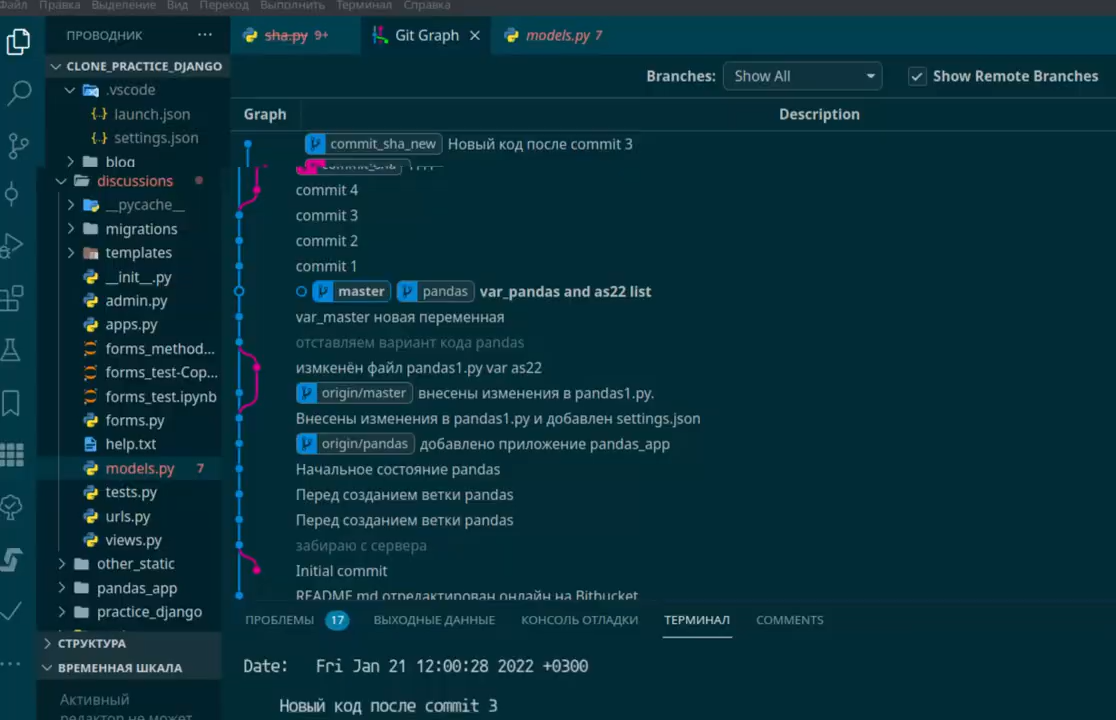 Файл Правка Выделение Вид Переход Выполнить Терминал Справка
ПРОВОДНИК ...
sha.py 9+
Git Graph
models.py 7
CLONE_PRACTICE_DJANGO
.vscode
launch.json
settings.json
blog
discussions
__pycache__
migrations
templates
__init__.py
admin.py
apps.py
forms_method...
forms_test-Cop...
forms_test.ipynb
forms.py
help.txt
models.py 7
tests.py
urls.py
views.py
other_static
pandas_app
practice_django
СТРУКТУРА
ВРЕМЕННАЯ ШКАЛА
Активный
редактор не может
Branches: Show All
Show Remote Branches
Graph Description
commit_sha_new Новый код после commit 3
commit_sha
commit 4
commit 3
commit 2
commit 1
master pandas var_pandas and as22 list
var_master новая переменная
отставляем вариант кода pandas
измкенён файл pandas1.py var as22
origin/master внесены изменения в pandas1.py.
Внесены изменения в pandas1.py и добавлен settings.json
origin/pandas добавлено приложение pandas_app
Начальное состояние pandas
Перед созданием ветки pandas
Перед созданием ветки pandas
забираю с сервера
Initial commit
README.md отредактирован онлайн на Bitbucket
ПРОБЛЕМЫ 17 ВЫХОДНЫЕ ДАННЫЕ КОНСОЛЬ ОТЛАДКИ ТЕРМИНАЛ COMMENTS
Date: Fri Jan 21 12:00:28 2022 +0300
Новый код после commit 3